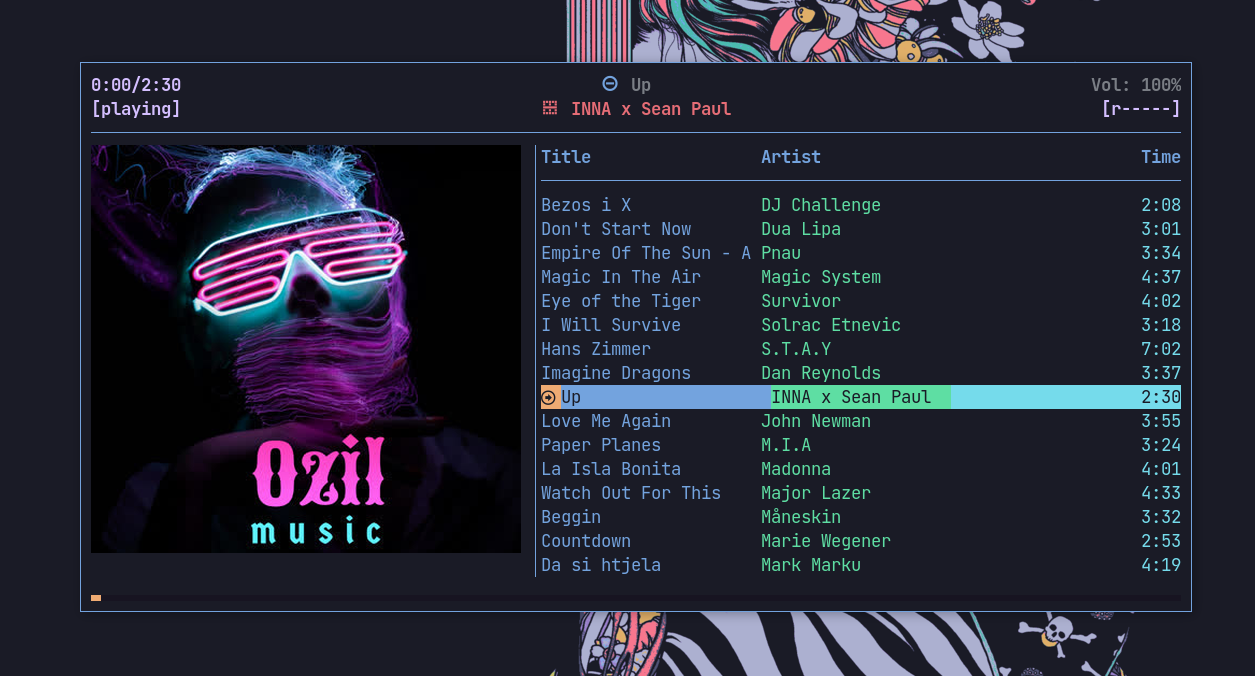 0:00/2:30 Up Vol: 100%
[playing] INNA x Sean Paul [r-----]
Title Artist Time
Bezos i X DJ Challenge 2:08
Don't Start Now Dua Lipa 3:01
Empire Of The Sun - A Pnau 3:34
Magic In The Air Magic System 4:37
Eye of the Tiger Survivor 4:02
I Will Survive Solrac Etnevic 3:18
Hans Zimmer S.T.A.Y 7:02
Imagine Dragons Dan Reynolds 3:37
Up INNA x Sean Paul 2:30
Love Me Again John Newman 3:55
Paper Planes M.I.A 3:24
La Isla Bonita Madonna 4:01
Watch Out For This Major Lazer 4:33
Beggin Måneskin 3:32
Countdown Marie Wegener 2:53
Da si htjela Mark Marku 4:19
Ozil
music